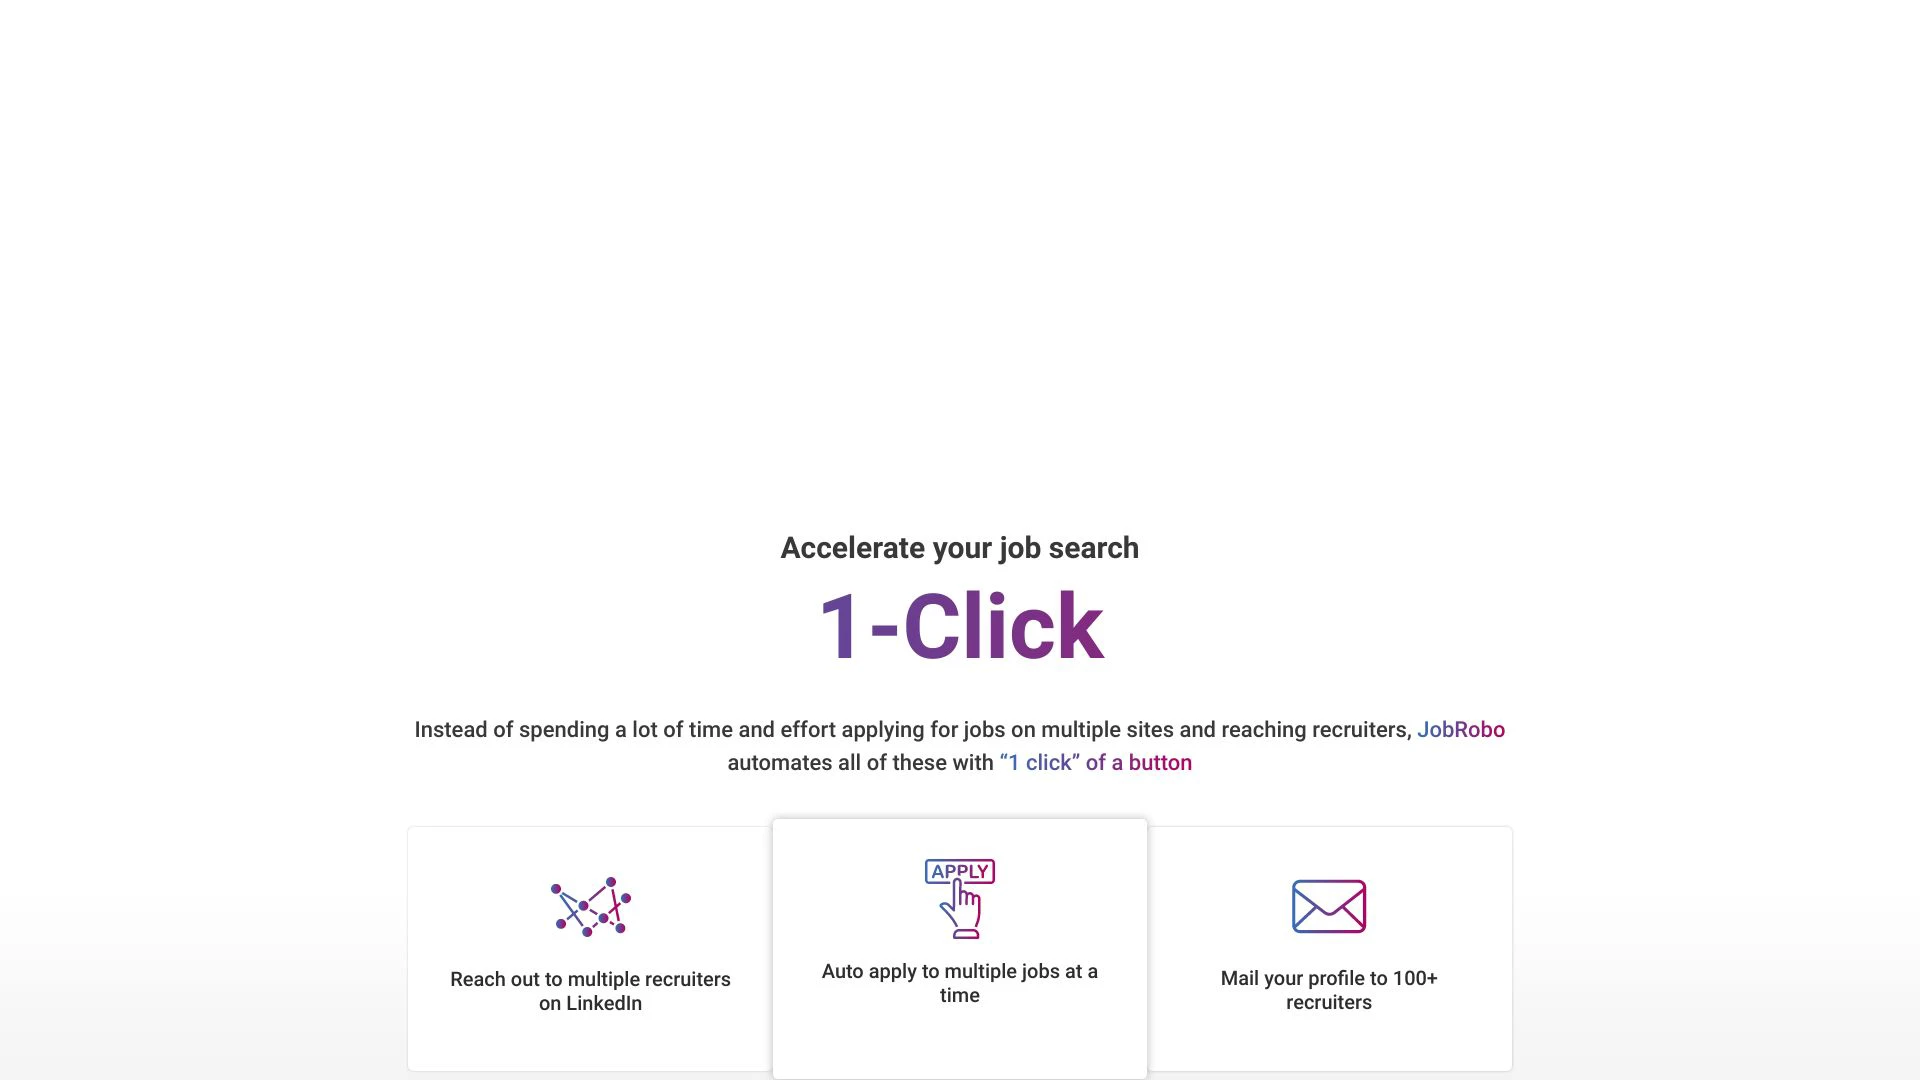 Accelerate your job search
1-Click
Instead of spending a lot of time and effort applying for jobs on multiple sites and reaching recruiters, JobRobo
automates all of these with “1 click” of a button
APPLY
Reach out to multiple recruiters
on LinkedIn
Auto apply to multiple jobs at a
time
Mail your profile to 100+
recruiters